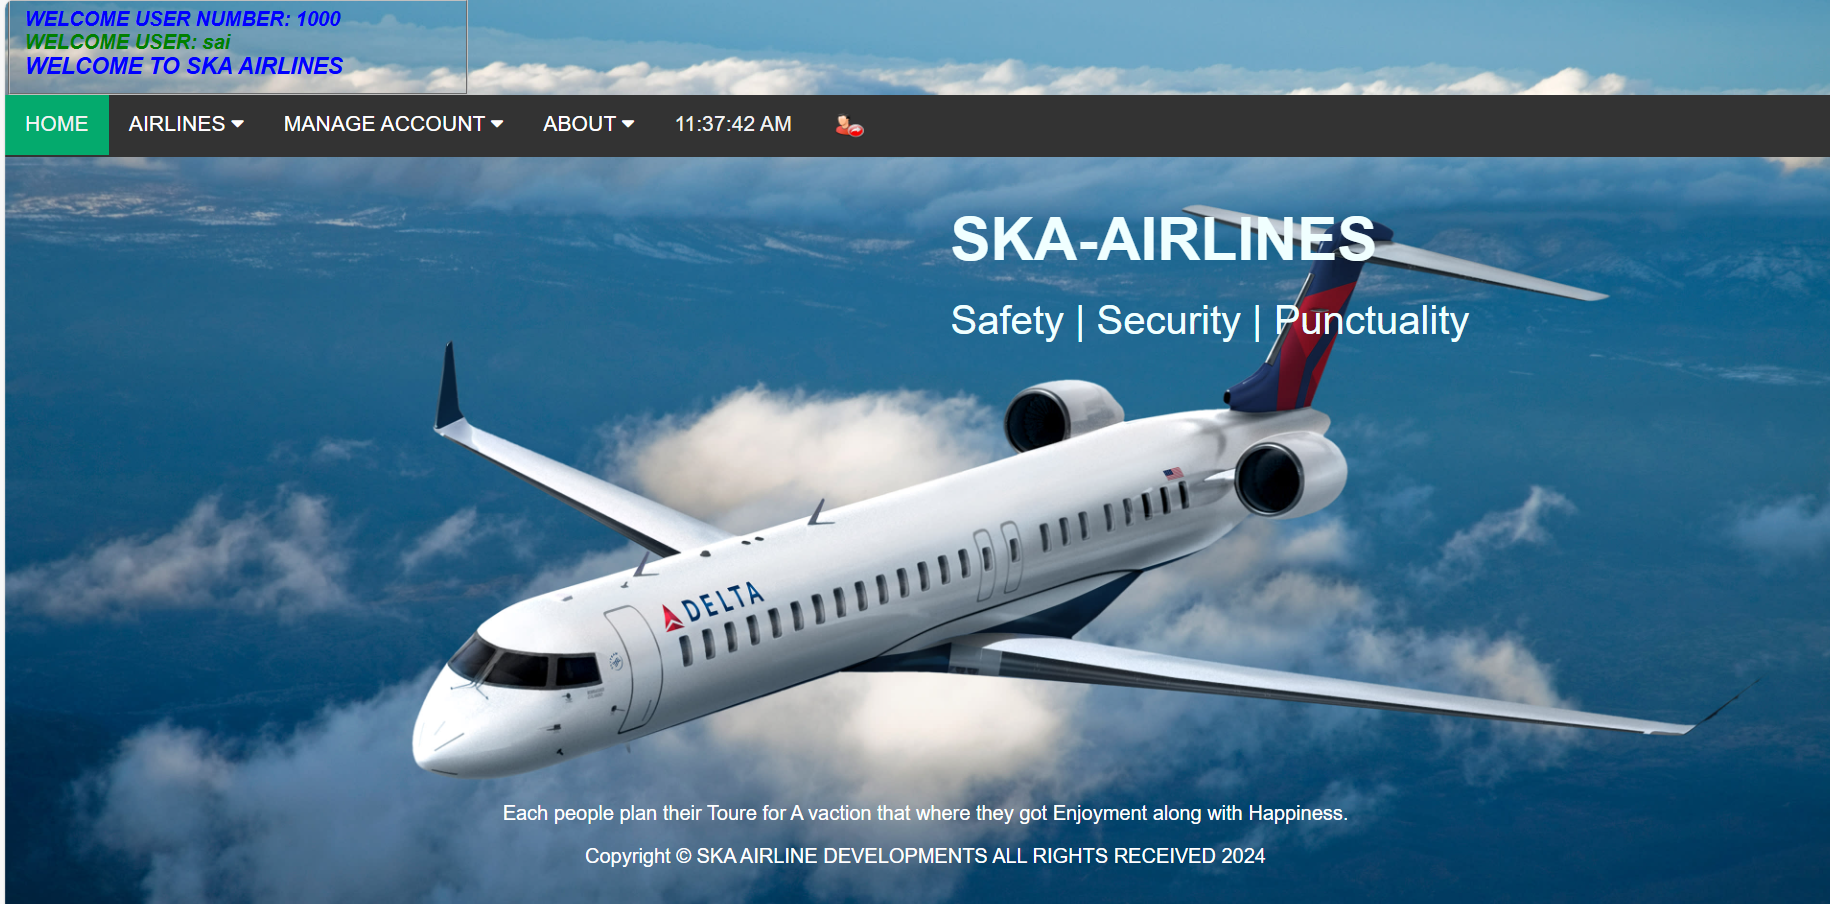 WELCOME USER NUMBER: 1000
WELCOME USER: sai
WELCOME TO SKA AIRLINES
HOME AIRLINES MANAGE ACCOUNT ABOUT 11:37:42 AM
SKA-AIRLINES
Safety | Security | Punctuality
DELTA
Each people plan their Toure for A vaction that where they got Enjoyment along with Happiness.
Copyright © SKA AIRLINE DEVELOPMENTS ALL RIGHTS RECEIVED 2024